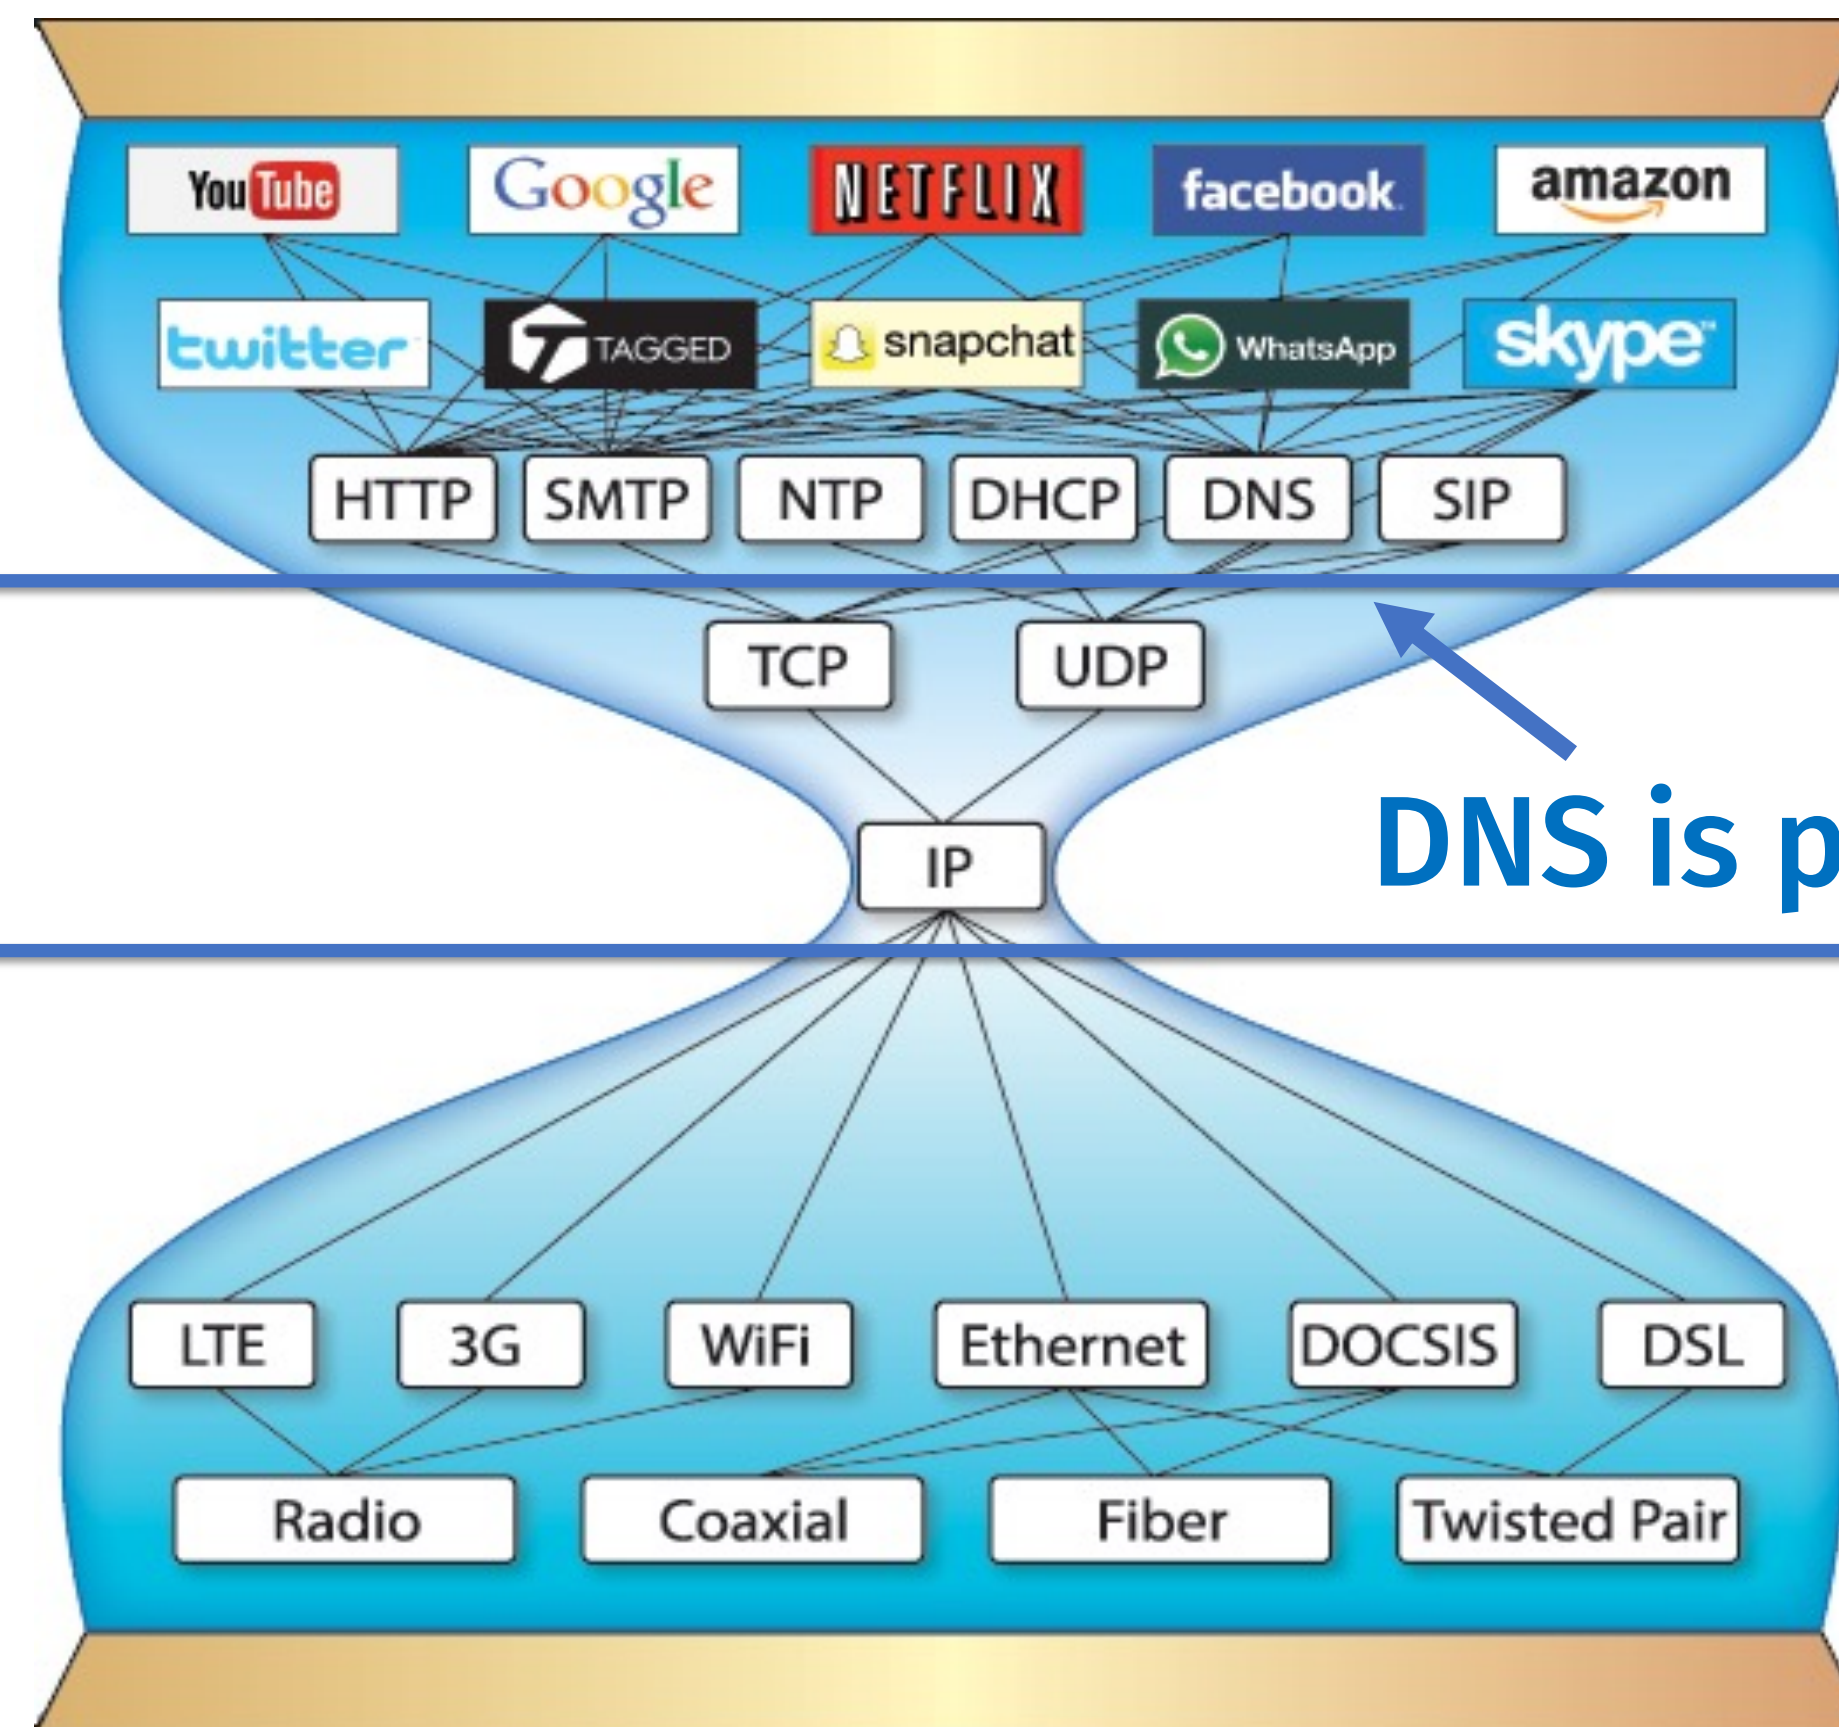 YouTube Google NETFLIX facebook amazon
twitter TAGGED snapchat WhatsApp skype
HTTP SMTP NTP DHCP DNS SIP
TCP UDP
IP
DNS is p
LTE 3G WiFi Ethernet DOCSIS DSL
Radio Coaxial Fiber Twisted Pair